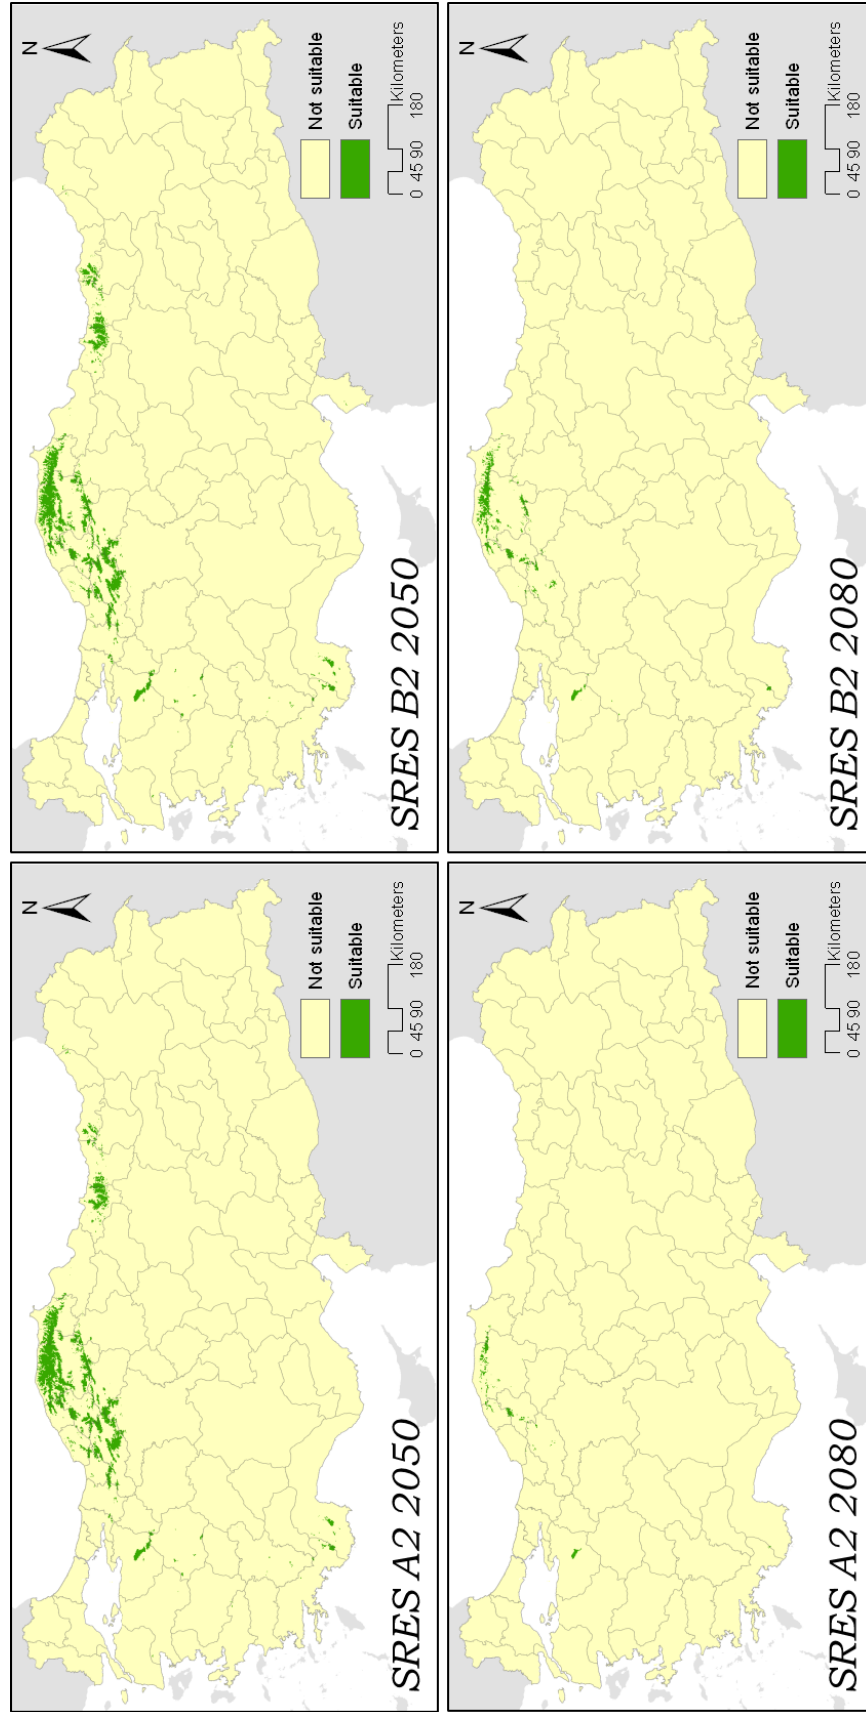 N
Not suitable
Suitable
0 45 90 180
Kilometers
SRES A2 2050
N
Not suitable
Suitable
0 45 90 180
Kilometers
SRES B2 2050
N
Not suitable
Suitable
0 45 90 180
Kilometers
SRES A2 2080
N
Not suitable
Suitable
0 45 90 180
Kilometers
SRES B2 2080